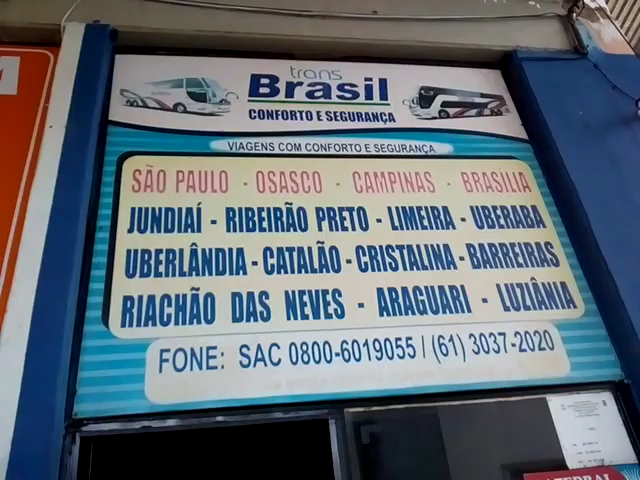 trans
Brasil
CONFORTO E SEGURANÇA
VIAGENS COM CONFORTO E SEGURANÇA
SÃO PAULO - OSASCO - CAMPINAS - BRASILIA
JUNDIAÍ - RIBEIRÃO PRETO - LIMEIRA - UBERABA
UBERLÂNDIA - CATALÃO - CRISTALINA - BARREIRAS
RIACHÃO DAS NEVES - ARAGUARI - LUZIÂNIA
FONE: SAC 0800-6019055 / (61) 3037-2020